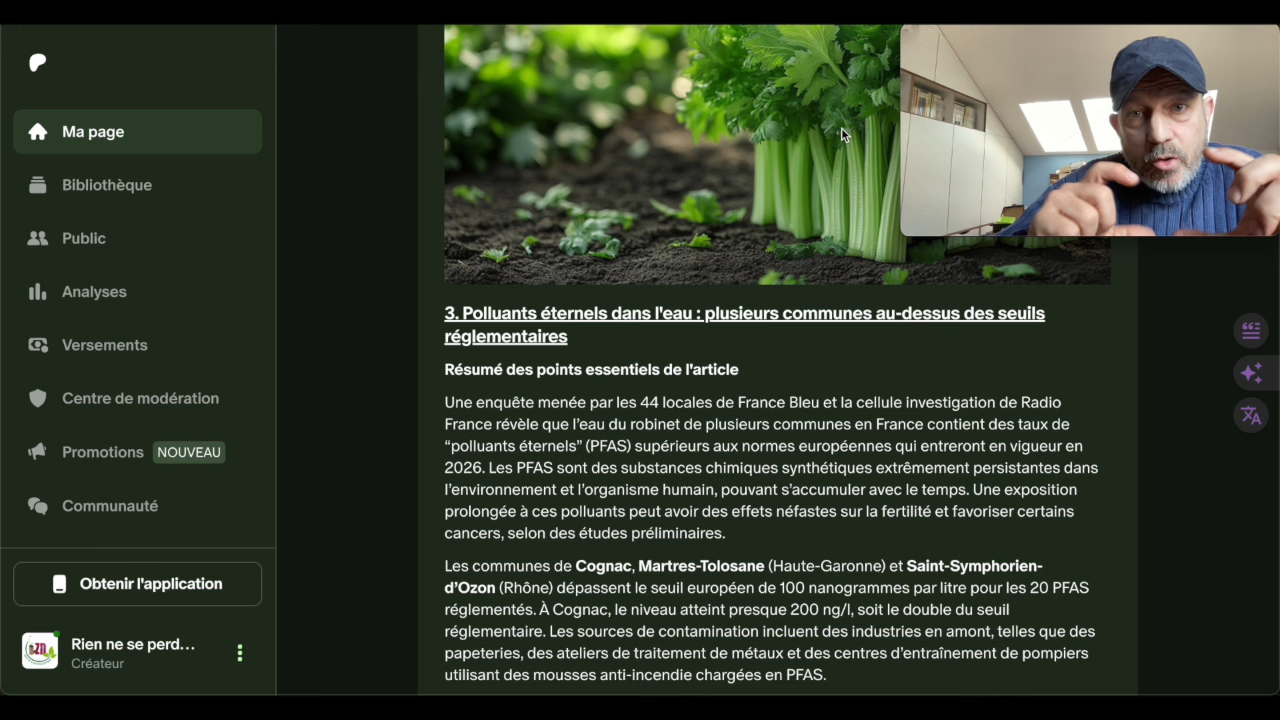 Ma page
Bibliothèque
Public
Analyses
Versements
Centre de modération
Promotions NOUVEAU
Communauté
Obtenir l'application
Rien ne se perd…
Créateur
3. Polluants éternels dans l'eau : plusieurs communes au-dessus des seuils
réglementaires
Résumé des points essentiels de l'article
Une enquête menée par les 44 locales de France Bleu et la cellule investigation de Radio
France révèle que l’eau du robinet de plusieurs communes en France contient des taux de
“polluants éternels” (PFAS) supérieurs aux normes européennes qui entreront en vigueur en
2026. Les PFAS sont des substances chimiques synthétiques extrêmement persistantes dans
l’environnement et l’organisme humain, pouvant s’accumuler avec le temps. Une exposition
prolongée à ces polluants peut avoir des effets néfastes sur la fertilité et favoriser certains
cancers, selon des études préliminaires.
Les communes de Cognac, Martres-Tolosane (Haute-Garonne) et Saint-Symphorien-
d’Ozon (Rhône) dépassent le seuil européen de 100 nanogrammes par litre pour les 20 PFAS
réglementés. À Cognac, le niveau atteint presque 200 ng/l, soit le double du seuil
réglementaire. Les sources de contamination incluent des industries en amont, telles que des
papeteries, des ateliers de traitement de métaux et des centres d’entraînement de pompiers
utilisant des mousses anti-incendie chargées en PFAS.